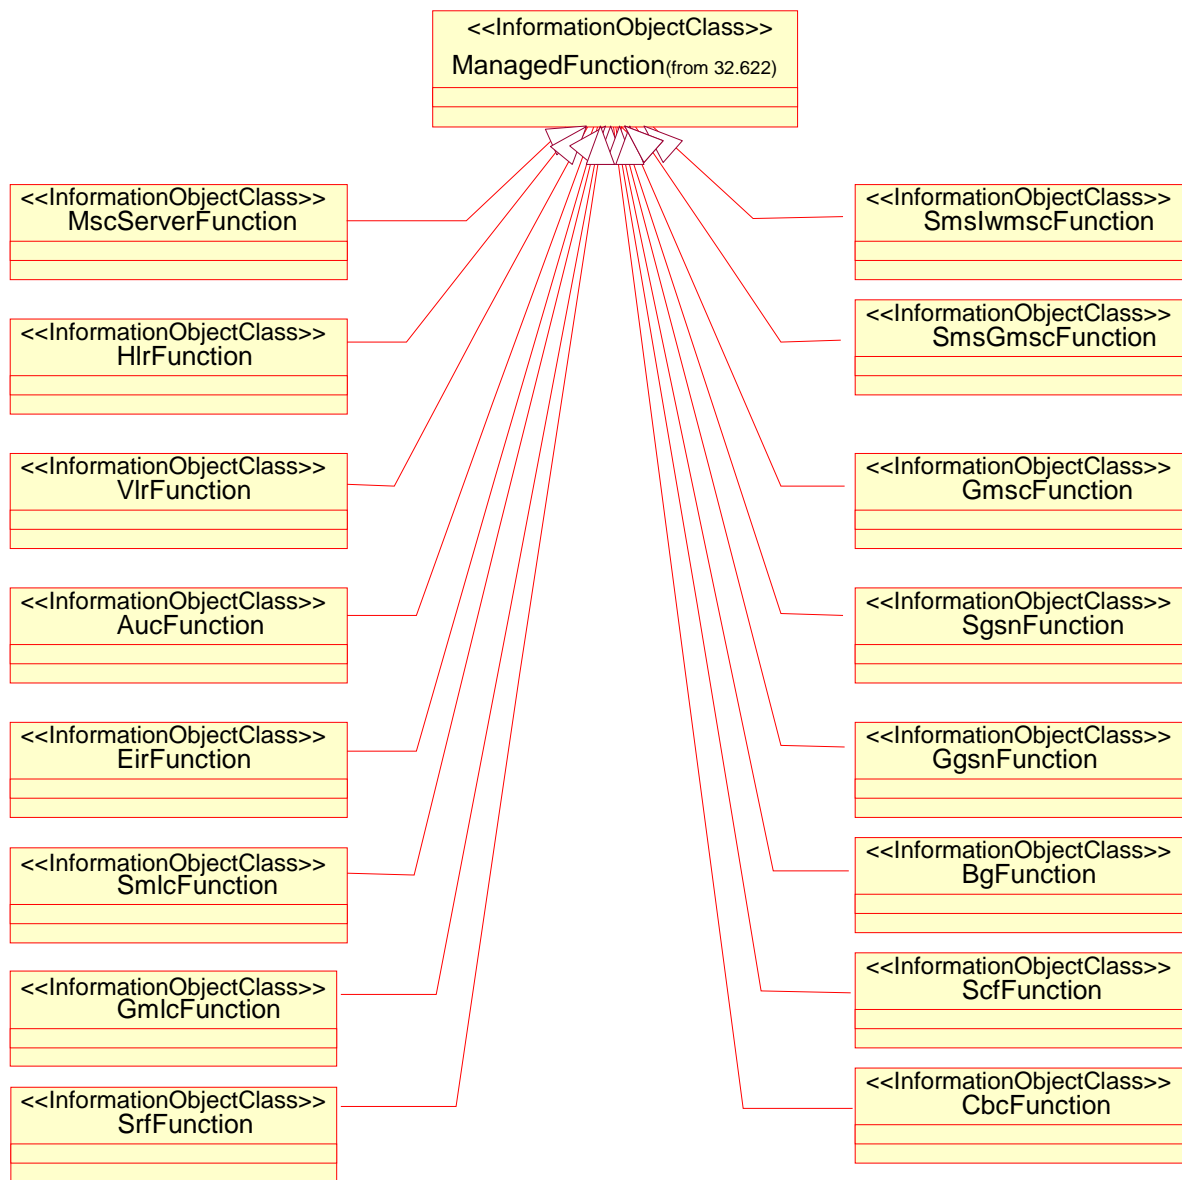 <<InformationObjectClass>>
ManagedFunction(from 32.622)
<<InformationObjectClass>>
MscServerFunction
<<InformationObjectClass>>
HlrFunction
<<InformationObjectClass>>
VlrFunction
<<InformationObjectClass>>
AucFunction
<<InformationObjectClass>>
EirFunction
<<InformationObjectClass>>
SmlcFunction
<<InformationObjectClass>>
GmlcFunction
<<InformationObjectClass>>
SrfFunction
<<InformationObjectClass>>
SmsIwmscFunction
<<InformationObjectClass>>
SmsGmscFunction
<<InformationObjectClass>>
GmscFunction
<<InformationObjectClass>>
SgsnFunction
<<InformationObjectClass>>
GgsnFunction
<<InformationObjectClass>>
BgFunction
<<InformationObjectClass>>
ScfFunction
<<InformationObjectClass>>
CbcFunction